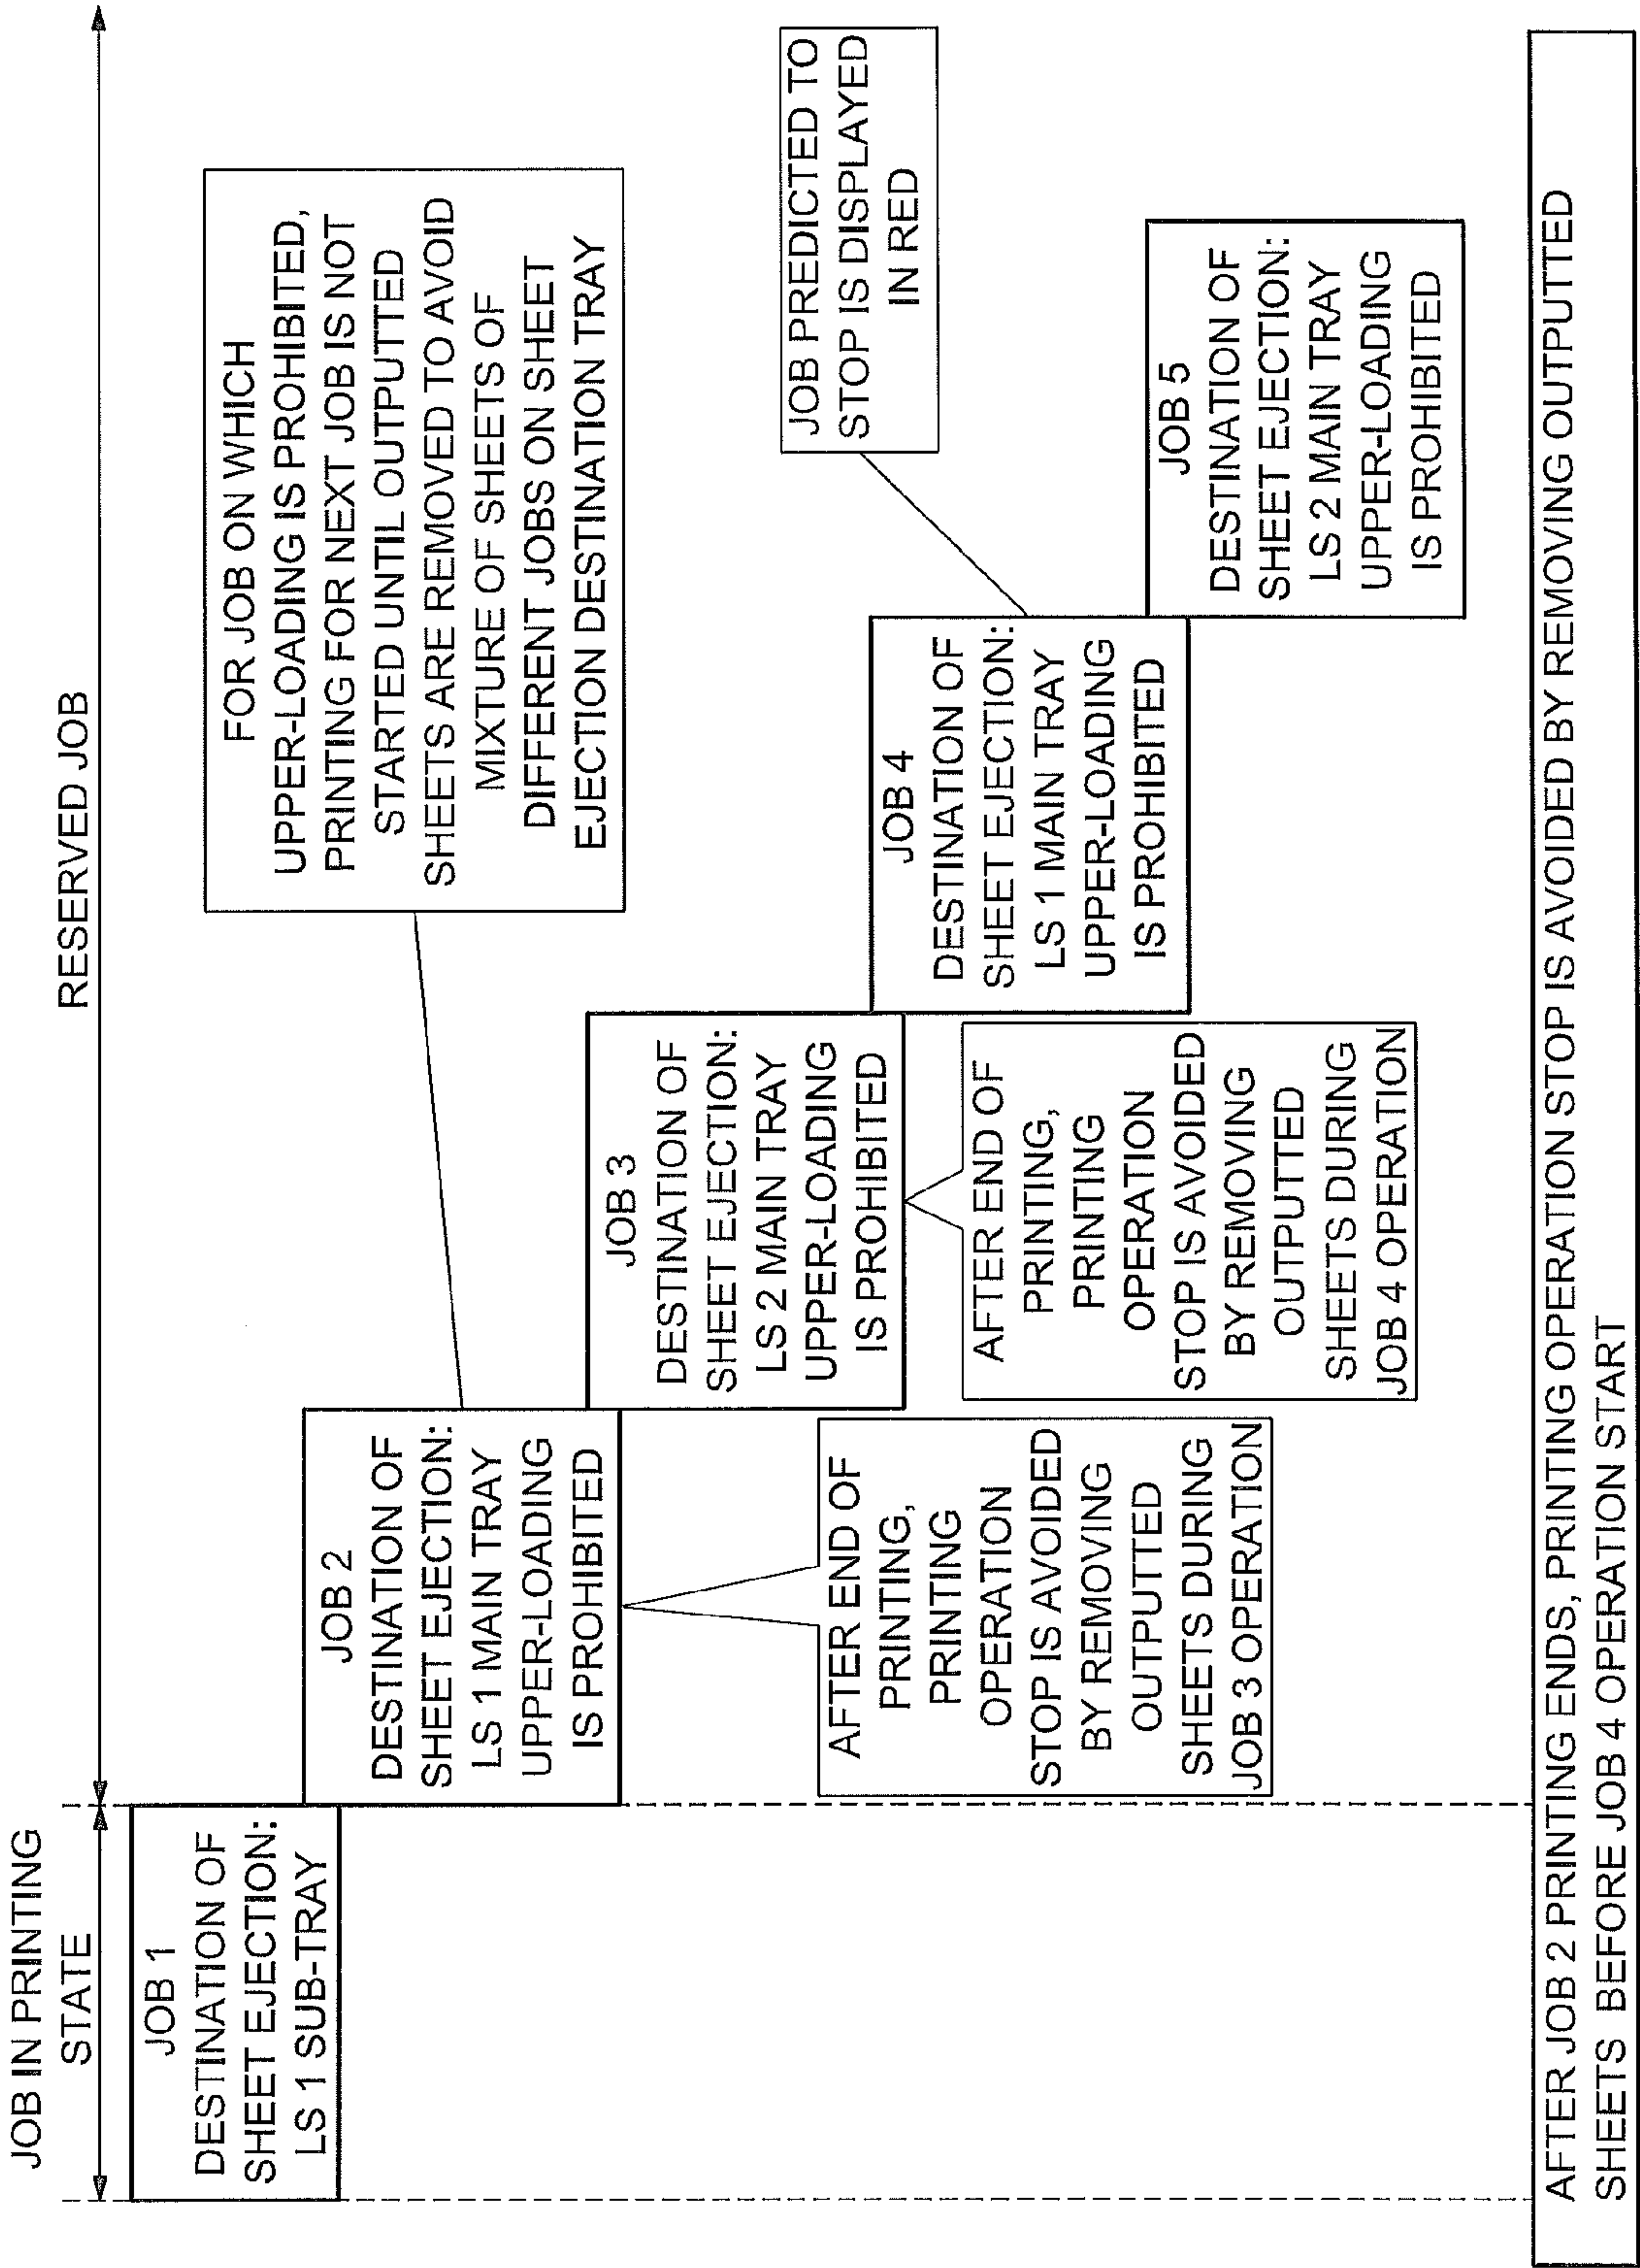 JOB IN PRINTING
STATE
RESERVED JOB
JOB 1
DESTINATION OF
SHEET EJECTION:
LS 1 SUB-TRAY
JOB 2
DESTINATION OF
SHEET EJECTION:
LS 1 MAIN TRAY
UPPER-LOADING
IS PROHIBITED
FOR JOB ON WHICH
UPPER-LOADING IS PROHIBITED,
PRINTING FOR NEXT JOB IS NOT
STARTED UNTIL OUTPUTTED
SHEETS ARE REMOVED TO AVOID
MIXTURE OF SHEETS OF
DIFFERENT JOBS ON SHEET
EJECTION DESTINATION TRAY
JOB 3
DESTINATION OF
SHEET EJECTION:
LS 2 MAIN TRAY
UPPER-LOADING
IS PROHIBITED
JOB PREDICTED TO
STOP IS DISPLAYED
IN RED
JOB 4
DESTINATION OF
SHEET EJECTION:
LS 1 MAIN TRAY
UPPER-LOADING
IS PROHIBITED
JOB 5
DESTINATION OF
SHEET EJECTION:
LS 2 MAIN TRAY
UPPER-LOADING
IS PROHIBITED
AFTER END OF
PRINTING,
PRINTING
OPERATION
STOP IS AVOIDED
BY REMOVING
OUTPUTTED
SHEETS DURING
JOB 3 OPERATION
AFTER END OF
PRINTING,
PRINTING
OPERATION
STOP IS AVOIDED
BY REMOVING
OUTPUTTED
SHEETS DURING
JOB 4 OPERATION
AFTER JOB 2 PRINTING ENDS, PRINTING OPERATION STOP IS AVOIDED BY REMOVING OUTPUTTED
SHEETS BEFORE JOB 4 OPERATION START